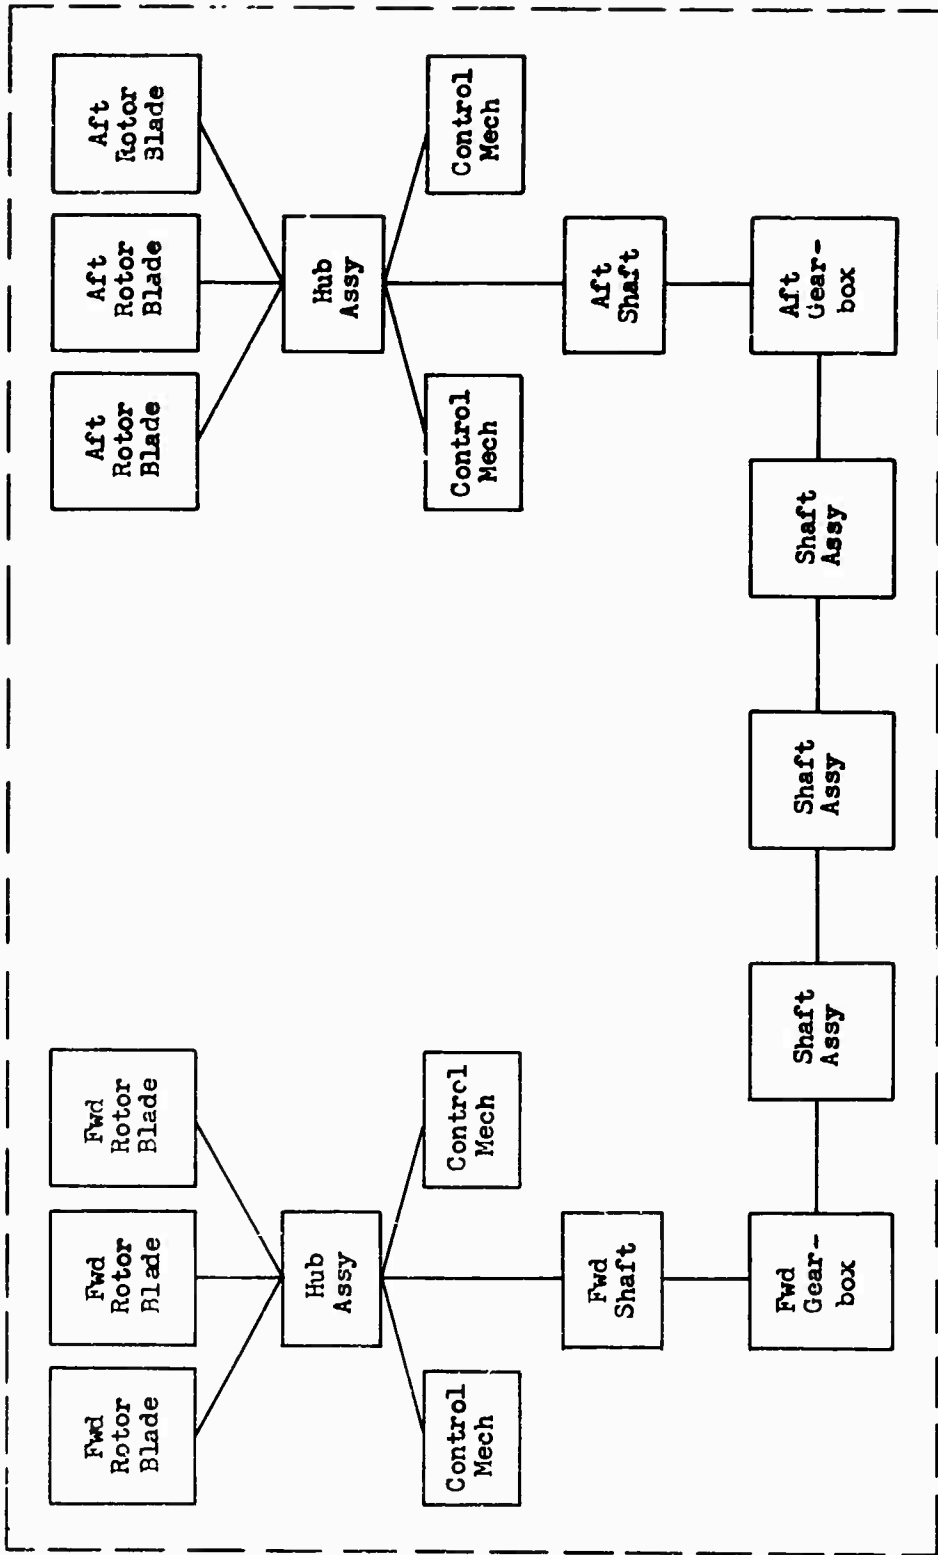 Fwd
Rotor
Blade
Fwd
Rotor
Blade
Fwd
Rotor
Blade
Aft
Rotor
Blade
Aft
Rotor
Blade
Aft
Rotor
Blade
Hub
Assy
Hub
Assy
Control
Mech
Control
Mech
Control
Mech
Control
Mech
Fwd
Shaft
Aft
Shaft
Fwd
Gear-
box
Shaft
Assy
Shaft
Assy
Shaft
Assy
Aft
Gear-
box